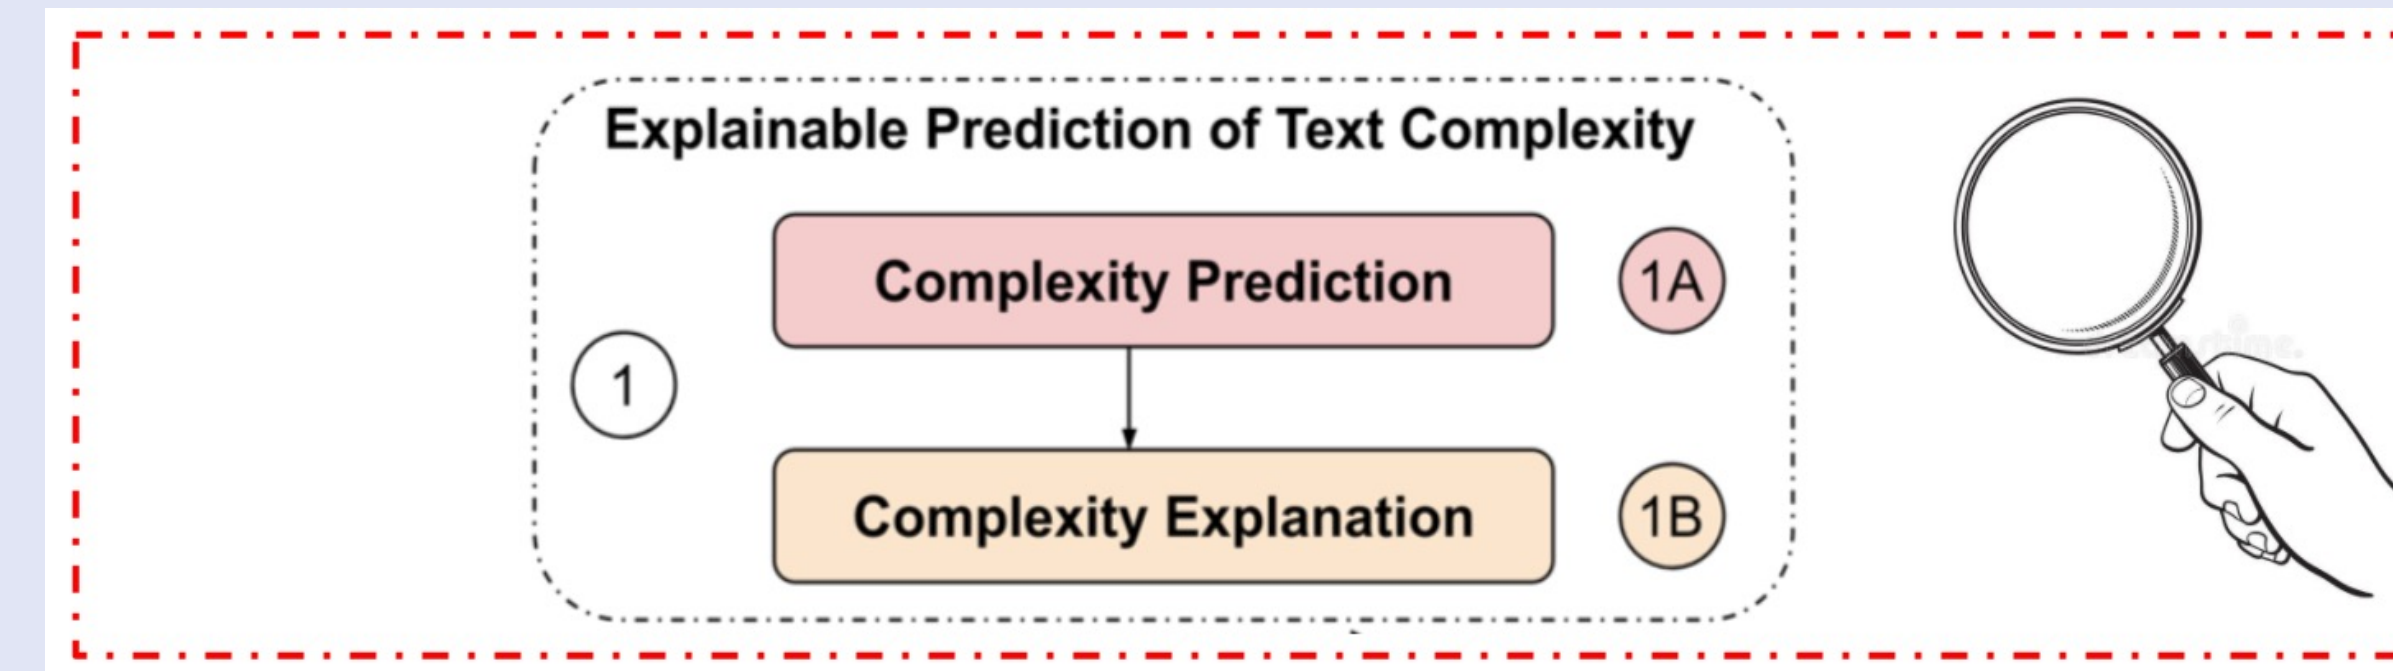 Explainable Prediction of Text Complexity
Complexity Prediction
1A
1
Complexity Explanation
1B